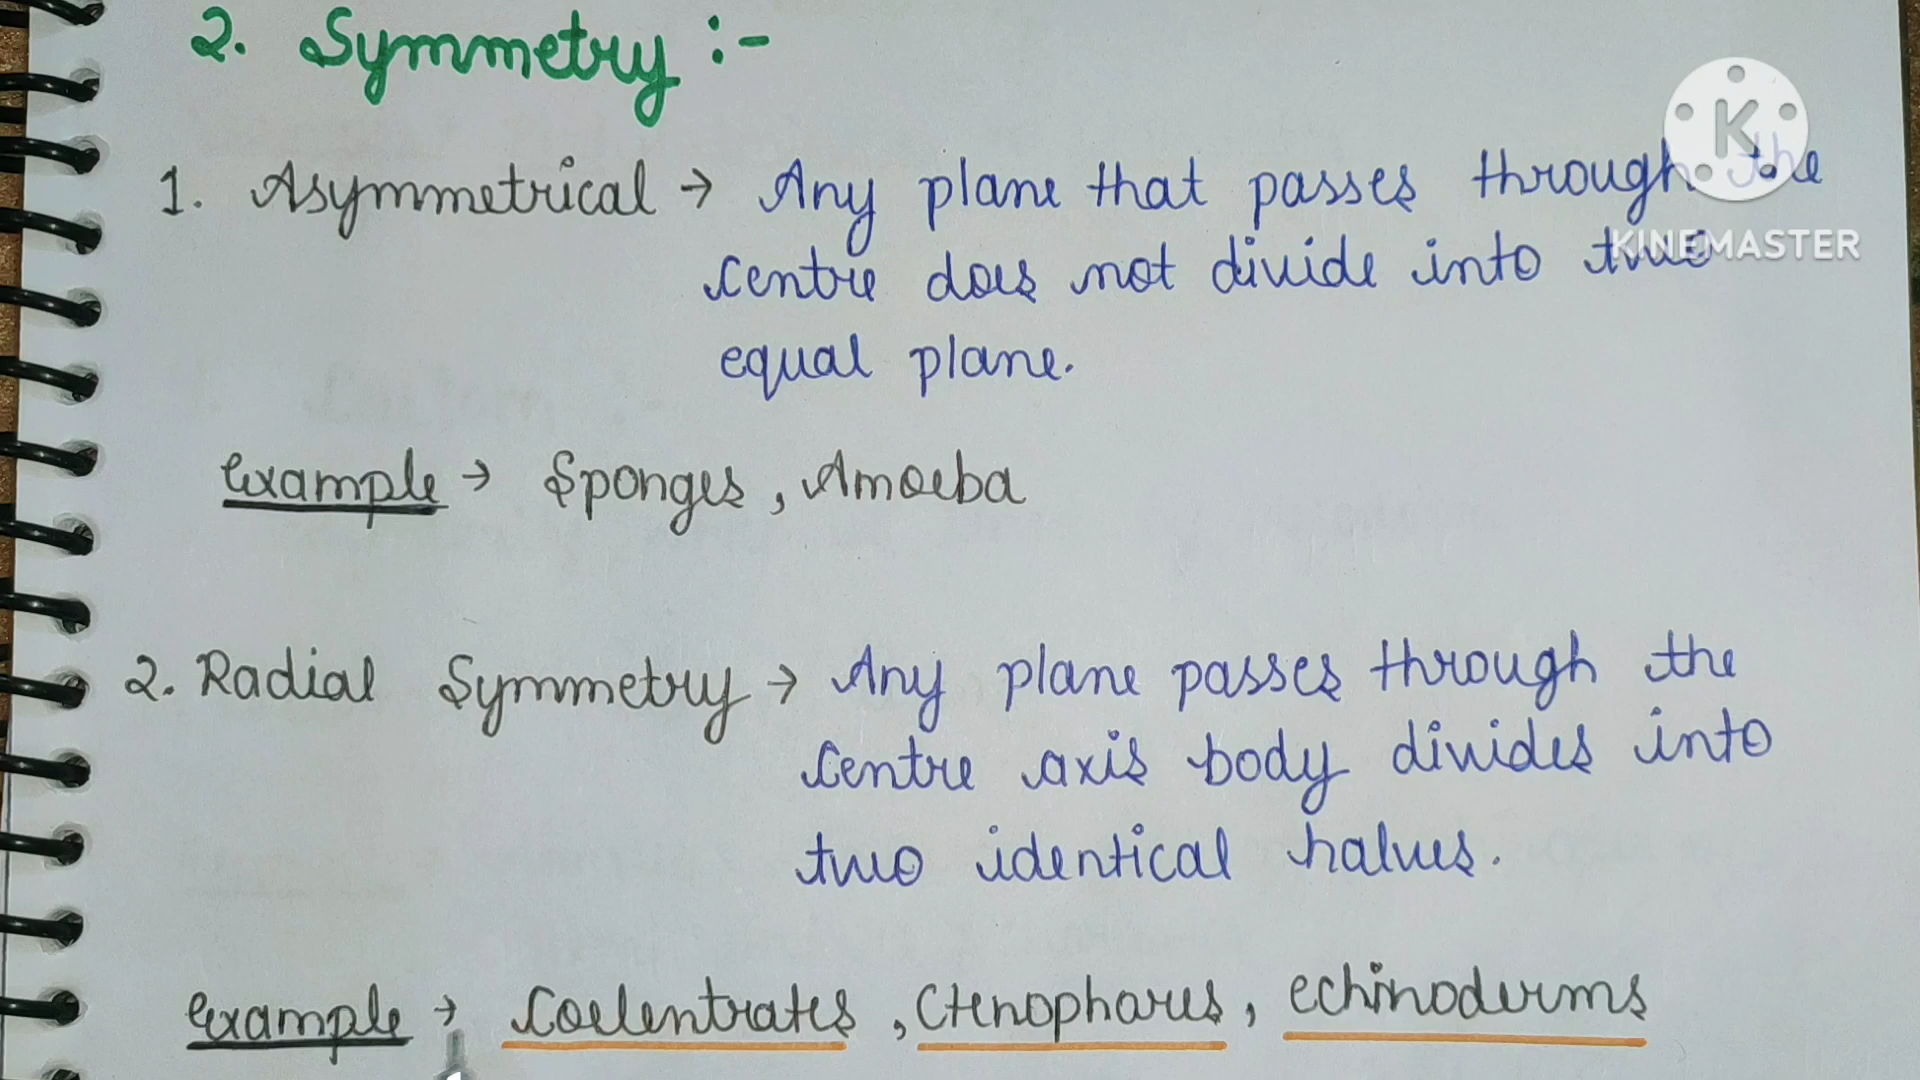 2. Symmetry :-
1. Asymmetrical → Any plane that passes through the
centre does not divide into two
equal plane.
example → Sponges, Amoeba
2. Radial Symmetry → Any plane passes through the
centre axis body divides into
two identical halves.
example → Coelentrates, Ctenophores, echinoderms
K
KINEMASTER